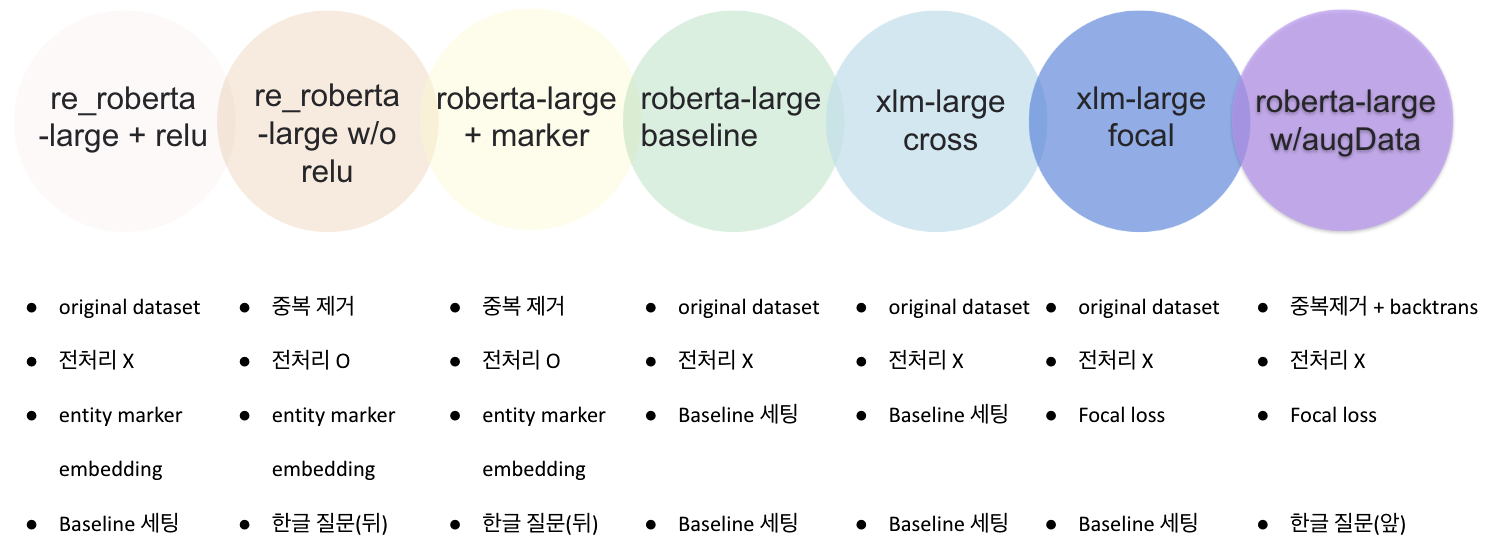 re_roberta
-large + relu
re_roberta
-large w/o
relu
roberta-large
+ marker
roberta-large
baseline
xlm-large
cross
xlm-large
focal
roberta-large
w/augData
● original dataset
● 전처리 X
● entity marker
embedding
● Baseline 세팅
● 중복 제거
● 전처리 O
● entity marker
embedding
● 한글 질문(뒤)
● 중복 제거
● 전처리 O
● entity marker
embedding
● 한글 질문(뒤)
● original dataset
● 전처리 X
● Baseline 세팅
● Baseline 세팅
● original dataset
● 전처리 X
● Baseline 세팅
● Baseline 세팅
● original dataset
● 전처리 X
● Focal loss
● Baseline 세팅
● 중복제거 + backtrans
● 전처리 X
● Focal loss
● 한글 질문(앞)